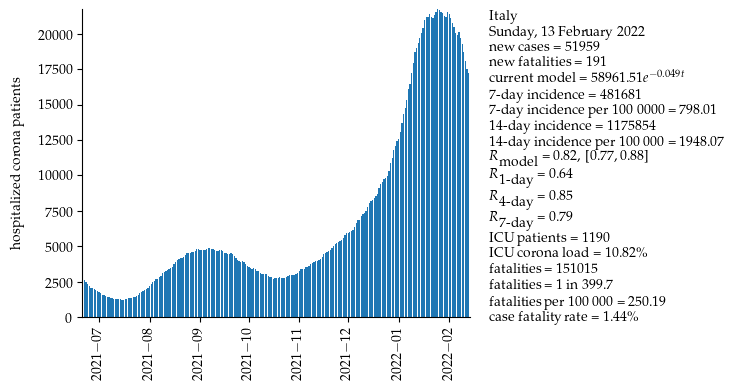 hospitalized corona patients
20000
17500
15000
12500
10000
7500
5000
2500
0
2021−07
2021−08
2021−09
2021−10
2021−11
2021−12
2022−01
2022−02
Italy
Sunday, 13 February 2022
new cases = 51959
new fatalities = 191
current model = 58961.51e^−0.049t
7-day incidence = 481681
7-day incidence per 100 0000 = 798.01
14-day incidence = 1175854
14-day incidence per 100 000 = 1948.07
R_model = 0.82, [0.77, 0.88]
R_1-day = 0.64
R_4-day = 0.85
R_7-day = 0.79
ICU patients = 1190
ICU corona load = 10.82%
fatalities = 151015
fatalities = 1 in 399.7
fatalities per 100 000 = 250.19
case fatality rate = 1.44%